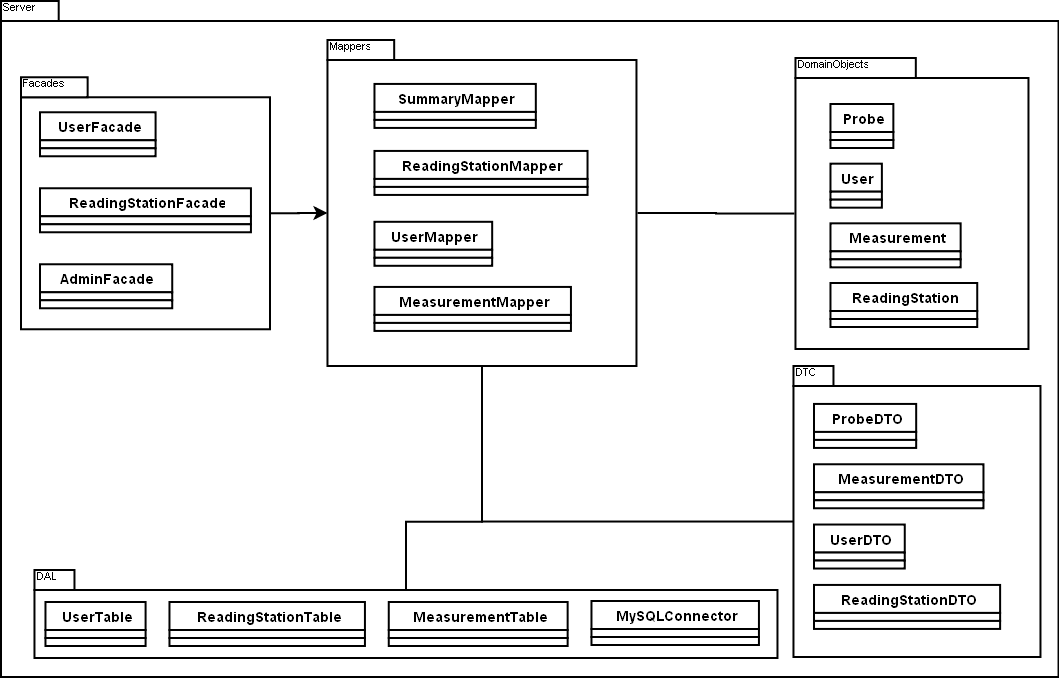 Server
Facades
UserFacade
ReadingStationFacade
AdminFacade
Mappers
SummaryMapper
ReadingStationMapper
UserMapper
MeasurementMapper
DomainObjects
Probe
User
Measurement
ReadingStation
DTC
ProbeDTO
MeasurementDTO
UserDTO
ReadingStationDTO
DAL
UserTable
ReadingStationTable
MeasurementTable
MySQLConnector